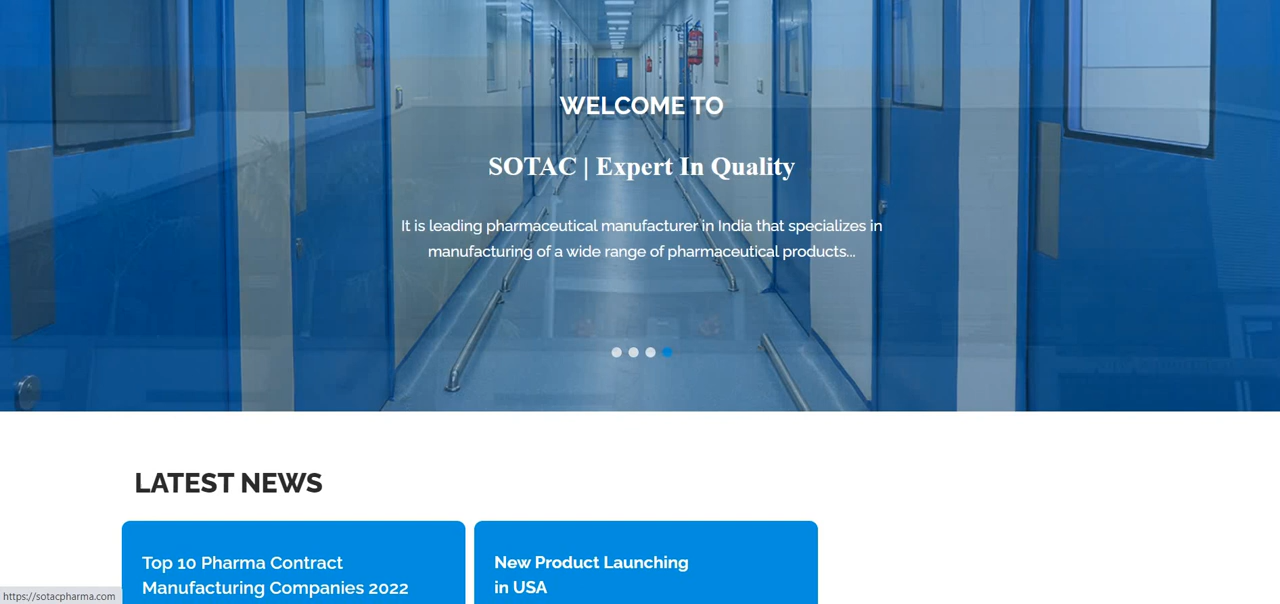 WELCOME TO
SOTAC | Expert In Quality
It is leading pharmaceutical manufacturer in India that specializes in
manufacturing of a wide range of pharmaceutical products...
LATEST NEWS
Top 10 Pharma Contract
Manufacturing Companies 2022
New Product Launching
in USA
https://sotacpharma.com